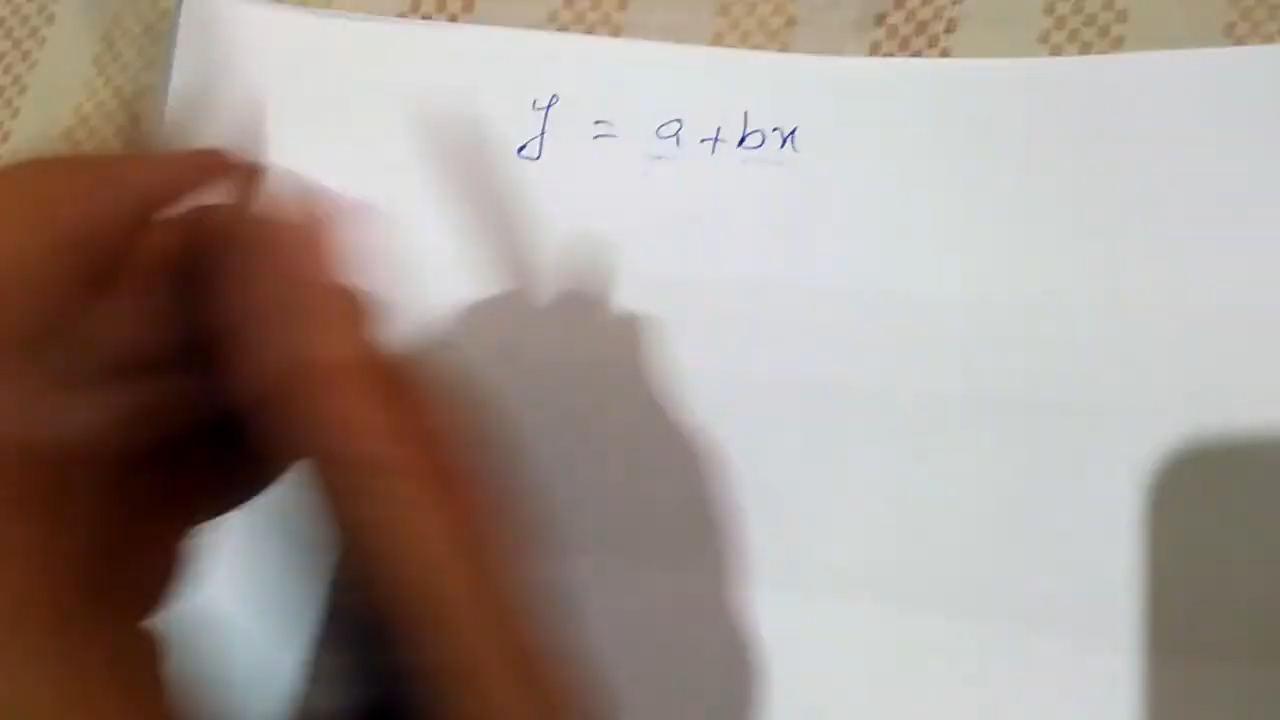 y = a + bx